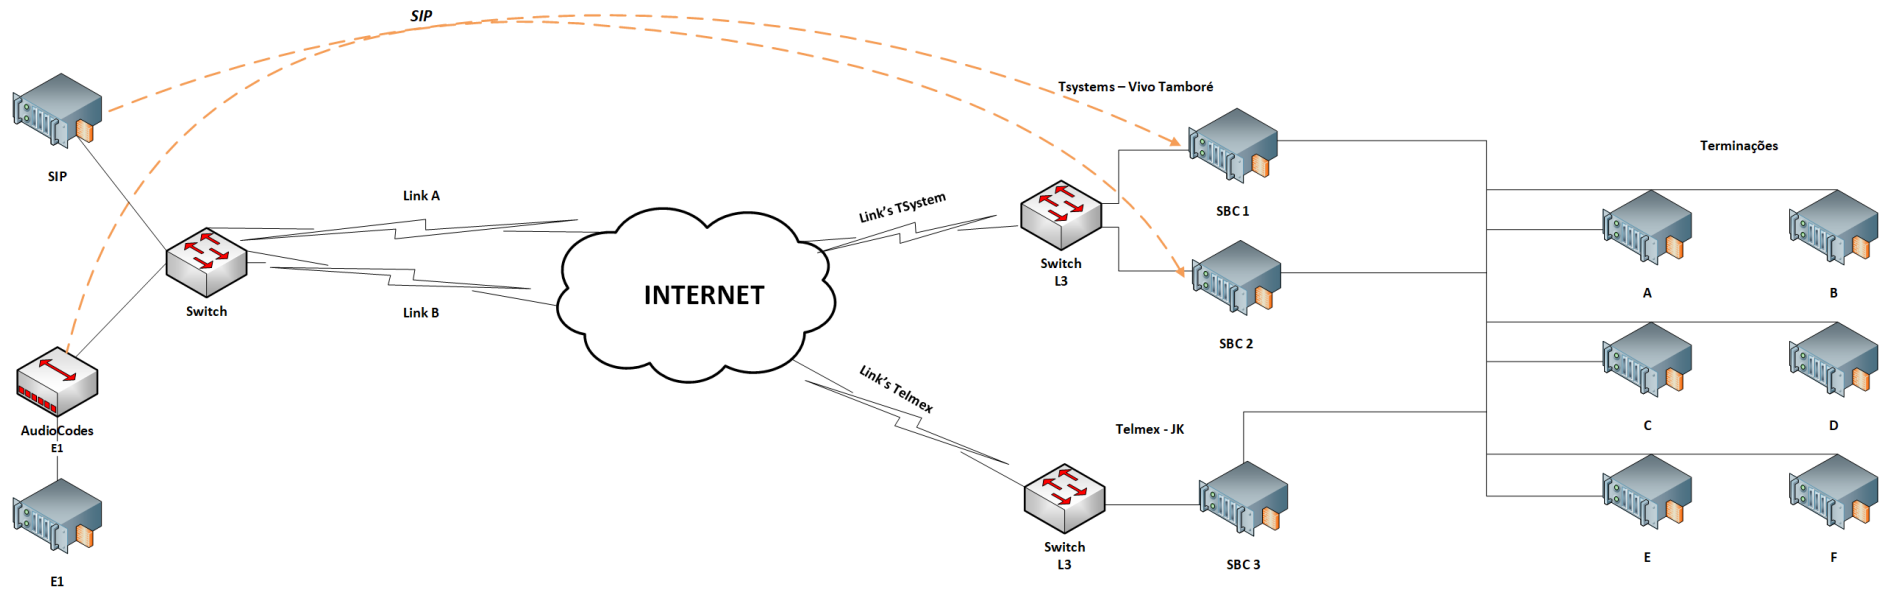 SIP
Tsystems – Vivo Tamboré
Terminações
SIP
Link A
Link's TSystem
SBC 1
Switch
L3
A
B
Switch
Link B
INTERNET
SBC 2
Link's Telmex
AudioCodes
E1
Telmex - JK
C
D
Switch
L3
SBC 3
E
F
E1